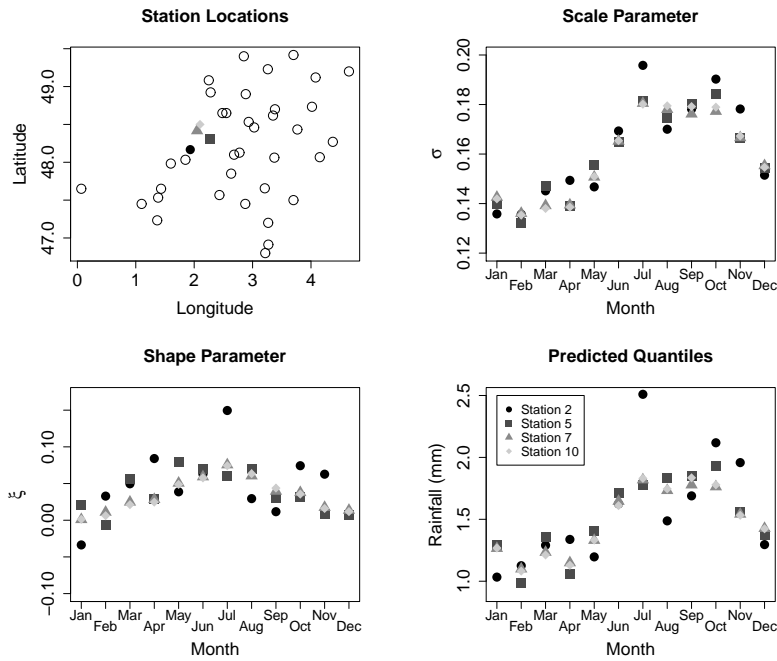 Station Locations
Latitude
49.0
48.0
47.0
0 1 2 3 4
Longitude
Scale Parameter
σ
0.20
0.18
0.16
0.14
0.12
Jan Feb Mar Apr May Jun Jul Aug Sep Oct Nov Dec
Month
Shape Parameter
ξ
0.10
0.00
−0.10
Jan Feb Mar Apr May Jun Jul Aug Sep Oct Nov Dec
Month
Predicted Quantiles
Rainfall (mm)
2.5
2.0
1.5
1.0
Station 2
Station 5
Station 7
Station 10
Jan Feb Mar Apr May Jun Jul Aug Sep Oct Nov Dec
Month